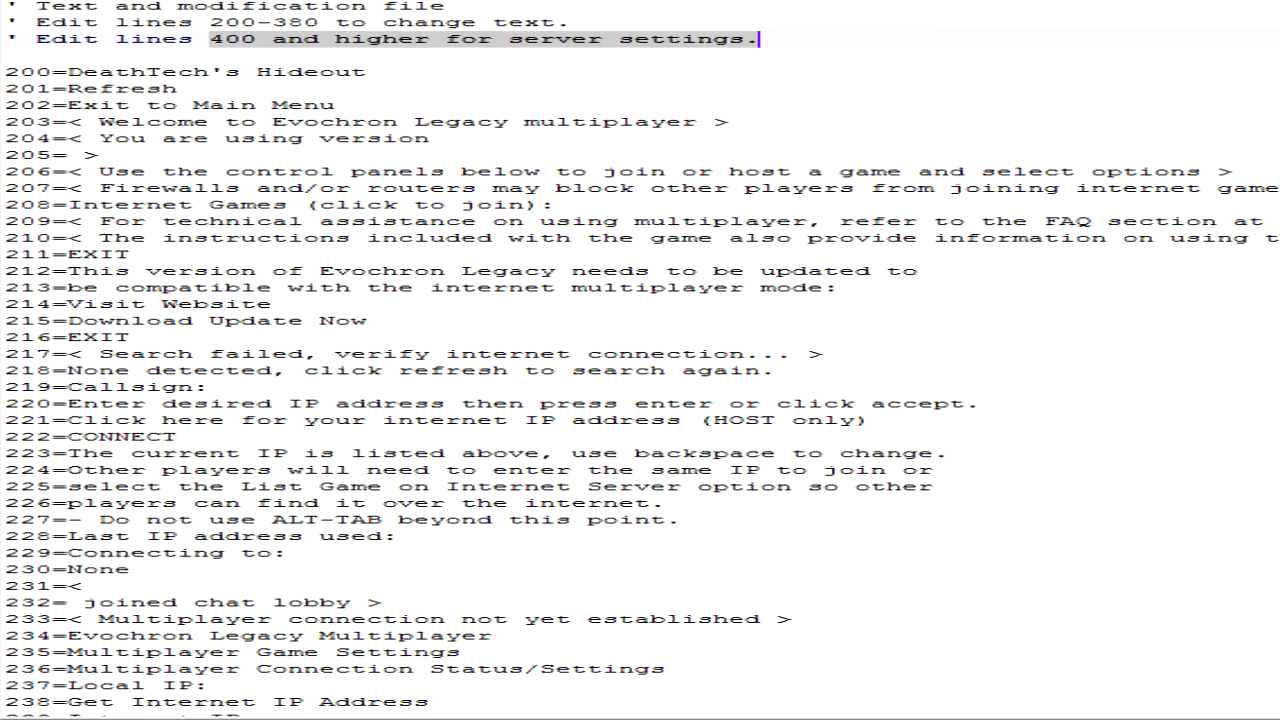 ' Text and modification file
' Edit lines 200-380 to change text.
' Edit lines 400 and higher for server settings.
200=DeathTech's Hideout
201=Refresh
202=Exit to Main Menu
203=< Welcome to Evochron Legacy multiplayer >
204=< You are using version
205= >
206=< Use the control panels below to join or host a game and select options >
207=< Firewalls and/or routers may block other players from joining internet game
208=Internet Games (click to join):
209=< For technical assistance on using multiplayer, refer to the FAQ section at
210=< The instructions included with the game also provide information on using t
211=EXIT
212=This version of Evochron Legacy needs to be updated to
213=be compatible with the internet multiplayer mode:
214=Visit Website
215=Download Update Now
216=EXIT
217=< Search failed, verify internet connection... >
218=None detected, click refresh to search again.
219=Callsign:
220=Enter desired IP address then press enter or click accept.
221=Click here for your internet IP address (HOST only)
222=CONNECT
223=The current IP is listed above, use backspace to change.
224=Other players will need to enter the same IP to join or
225=select the List Game on Internet Server option so other
226=players can find it over the internet.
227=- Do not use ALT-TAB beyond this point.
228=Last IP address used:
229=Connecting to:
230=None
231=<
232= joined chat lobby >
233=< Multiplayer connection not yet established >
234=Evochron Legacy Multiplayer
235=Multiplayer Game Settings
236=Multiplayer Connection Status/Settings
237=Local IP:
238=Get Internet IP Address